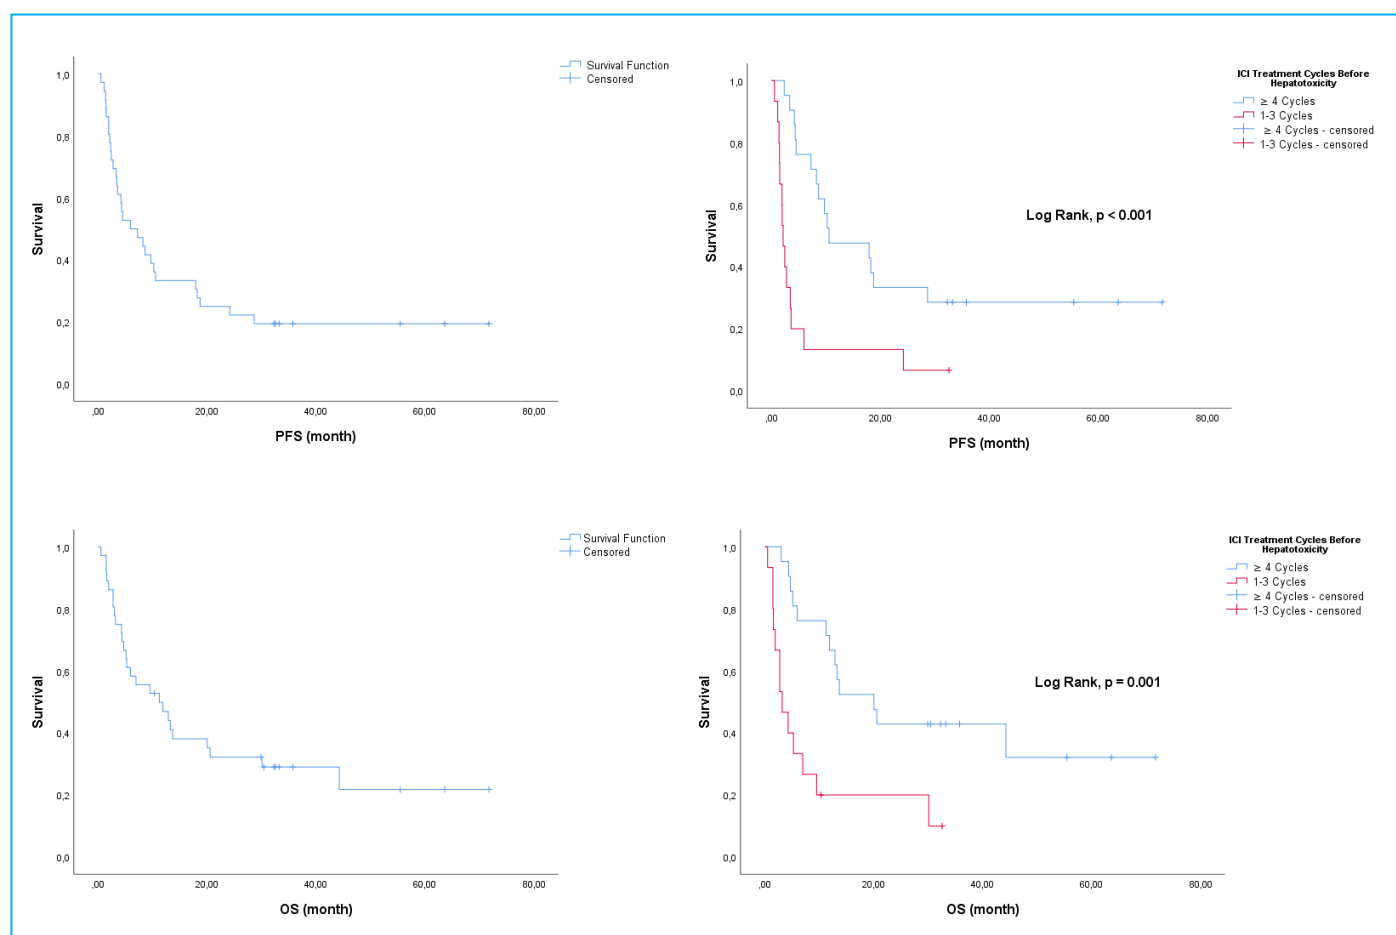 Survival Function
Censored
1,0
0,8
0,6
0,4
0,2
0,0
Survival
,00
20,00
40,00
60,00
80,00
PFS (month)
ICI Treatment Cycles Before
Hepatotoxicity
≥ 4 Cycles
1-3 Cycles
≥ 4 Cycles - censored
1-3 Cycles - censored
1,0
0,8
0,6
0,4
0,2
0,0
Survival
Log Rank, p < 0.001
,00
20,00
40,00
60,00
80,00
PFS (month)
Survival Function
Censored
1,0
0,8
0,6
0,4
0,2
0,0
Survival
,00
20,00
40,00
60,00
80,00
OS (month)
ICI Treatment Cycles Before
Hepatotoxicity
≥ 4 Cycles
1-3 Cycles
≥ 4 Cycles - censored
1-3 Cycles - censored
1,0
0,8
0,6
0,4
0,2
0,0
Survival
Log Rank, p = 0.001
,00
20,00
40,00
60,00
80,00
OS (month)